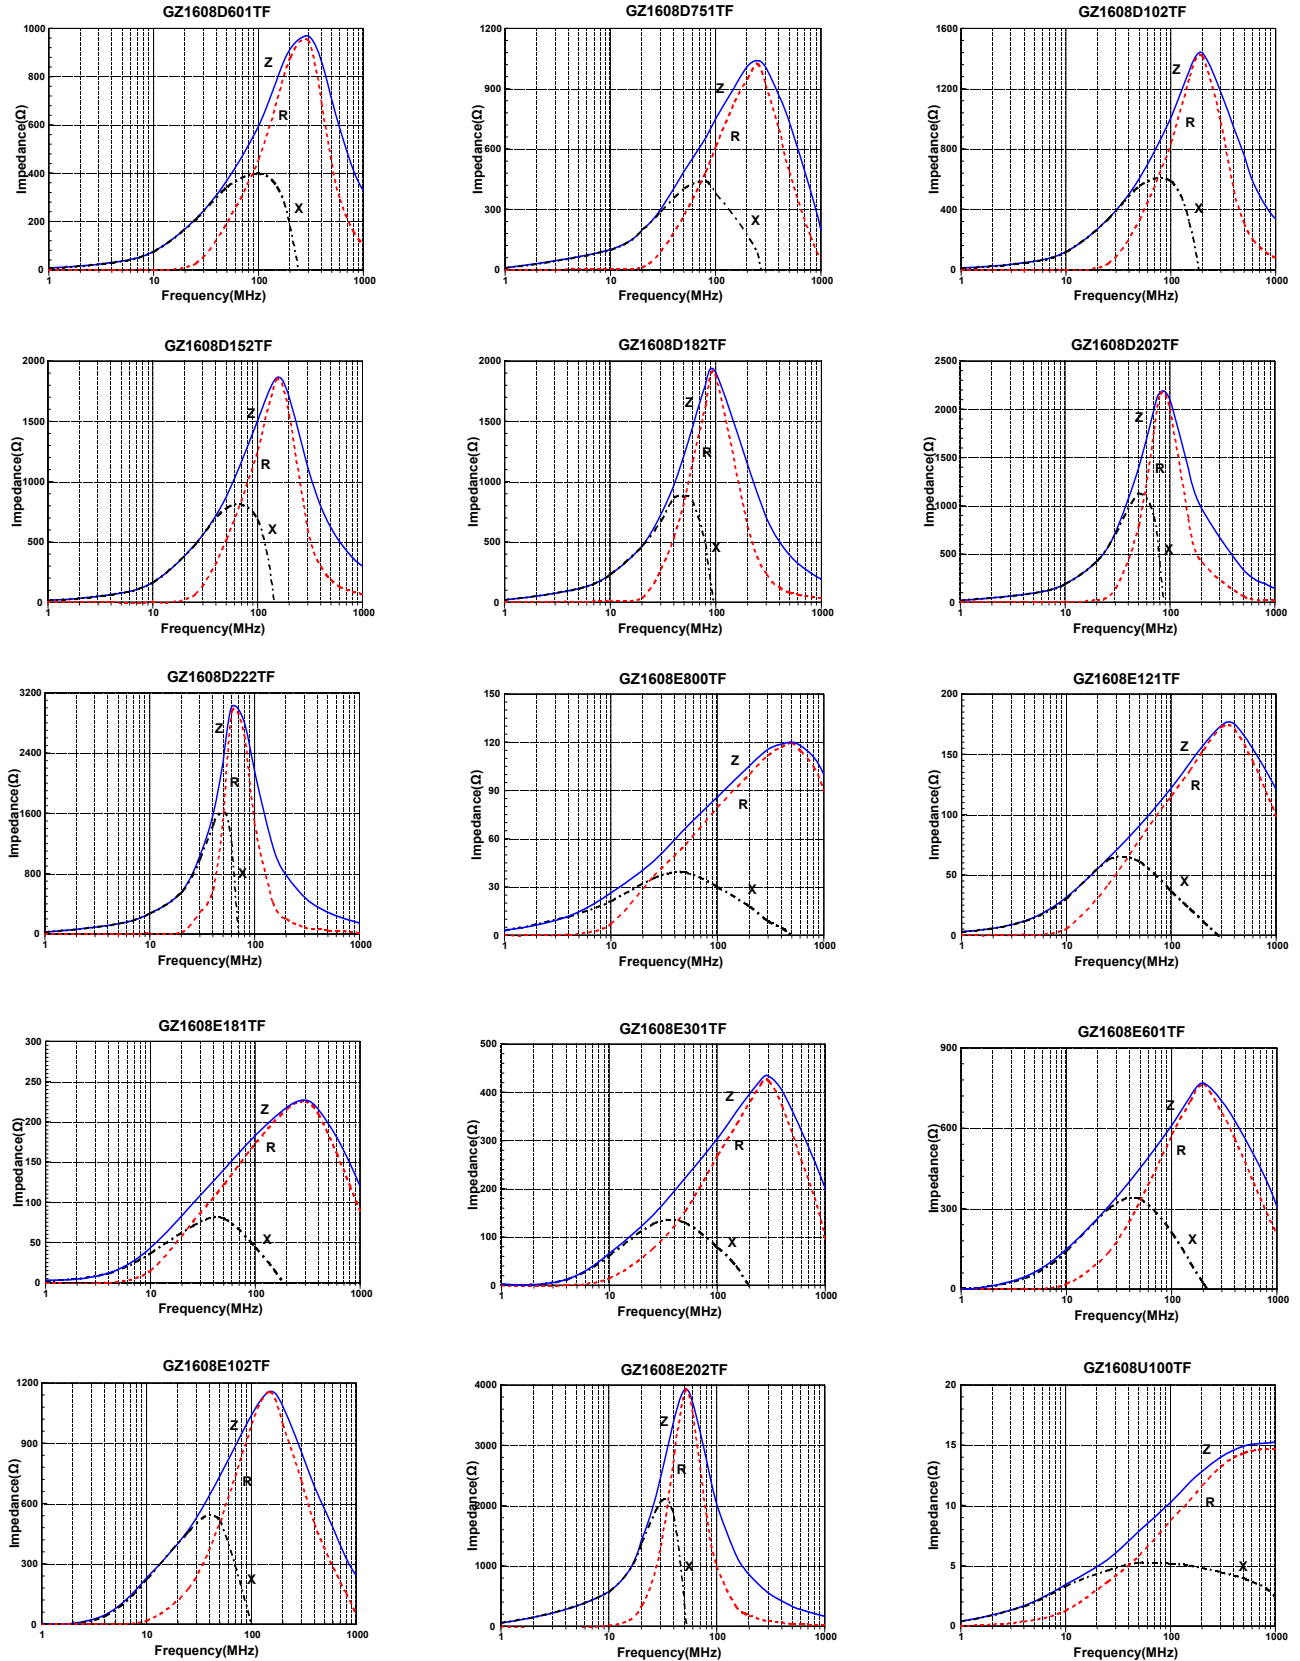 GZ1608D601TF
Impedance(Ω)
1000
800
600
400
200
0
Z
R
X
1 10 100 1000
Frequency(MHz)
GZ1608D751TF
Impedance(Ω)
1200
900
600
300
0
Z
R
X
1 10 100 1000
Frequency(MHz)
GZ1608D102TF
Impedance(Ω)
1600
1200
800
400
0
Z
R
X
1 10 100 1000
Frequency(MHz)
GZ1608D152TF
Impedance(Ω)
2000
1500
1000
500
0
Z
R
X
1 10 100 1000
Frequency(MHz)
GZ1608D182TF
Impedance(Ω)
2000
1500
1000
500
0
Z
R
X
1 10 100 1000
Frequency(MHz)
GZ1608D202TF
Impedance(Ω)
2500
2000
1500
1000
500
0
Z
R
X
1 10 100 1000
Frequency(MHz)
GZ1608D222TF
Impedance(Ω)
3200
2400
1600
800
0
Z
R
X
1 10 100 1000
Frequency(MHz)
GZ1608E800TF
Impedance(Ω)
150
120
90
60
30
0
Z
R
X
1 10 100 1000
Frequency(MHz)
GZ1608E121TF
Impedance(Ω)
200
150
100
50
0
Z
R
X
1 10 100 1000
Frequency(MHz)
GZ1608E181TF
Impedance(Ω)
300
250
200
150
100
50
0
Z
R
X
1 10 100 1000
Frequency(MHz)
GZ1608E301TF
Impedance(Ω)
500
400
300
200
100
0
Z
R
X
1 10 100 1000
Frequency(MHz)
GZ1608E601TF
Impedance(Ω)
900
600
300
0
Z
R
X
1 10 100 1000
Frequency(MHz)
GZ1608E102TF
Impedance(Ω)
1200
900
600
300
0
Z
R
X
1 10 100 1000
Frequency(MHz)
GZ1608E202TF
Impedance(Ω)
4000
3000
2000
1000
0
Z
R
X
1 10 100 1000
Frequency(MHz)
GZ1608U100TF
Impedance(Ω)
20
15
10
5
0
Z
R
X
1 10 100 1000
Frequency(MHz)